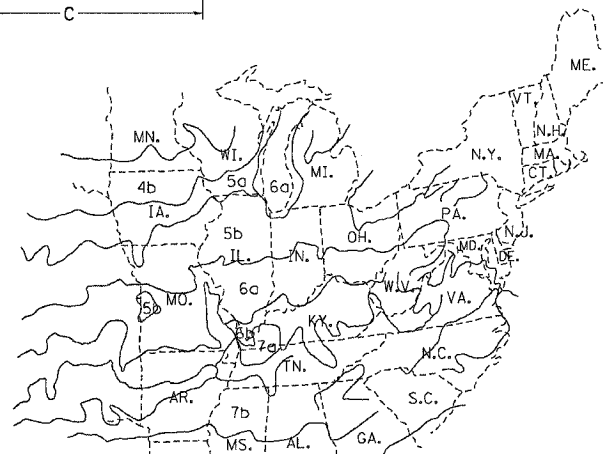 C
ME.
VT.
MN.
N.H.
WI.
N.Y.
MA.
MI.
CT.
4b
5a
6a
IA.
PA.
5b
OH.
N.J.
IL.
IN.
MD.
DE.
W.V.
6a
MO.
VA.
5b
KY.
6b
7a
N.C.
TN.
AR.
S.C.
7b
MS.
AL.
GA.